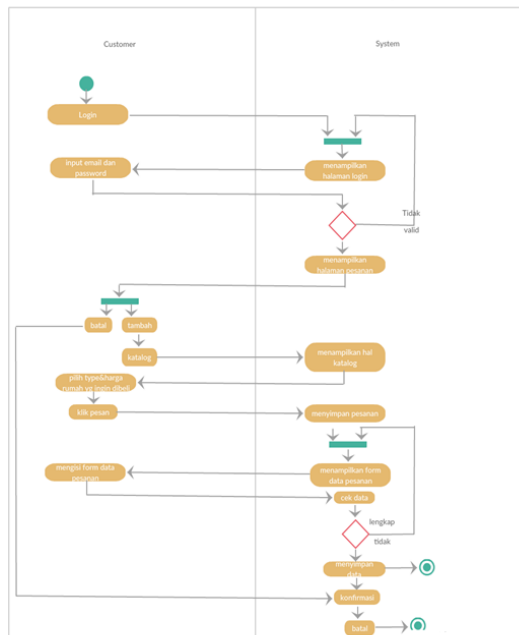 Customer
System
Login
input email dan
password
menampilkan
halaman login
Tidak
valid
menampilkan
halaman pesanan
batal
tambah
katalog
menampilkan hal
katalog
pilih type&harga
rumah yg ingin dibeli
klik pesan
menyimpan pesanan
mengisi form data
pesanan
menampilkan form
data pesanan
cek data
lengkap
tidak
menyimpan
data
konfirmasi
batal